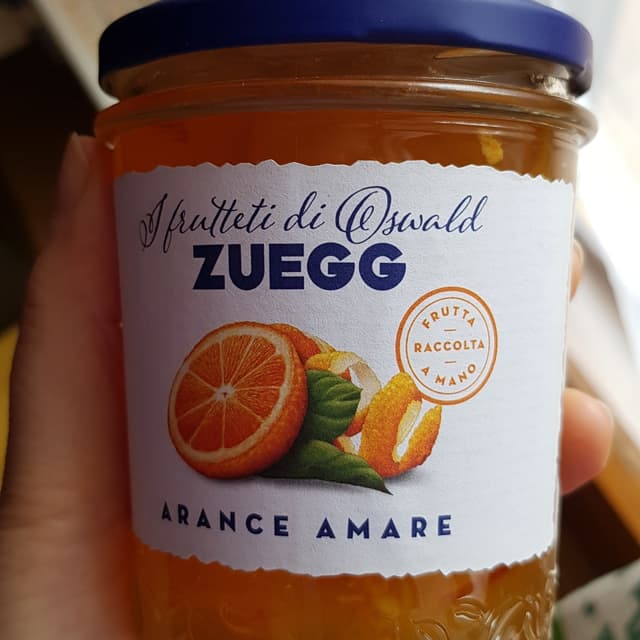 I frutteti di Oswald
ZUEGG
FRUTTA
RACCOLTA
A MANO
ARANCE AMARE